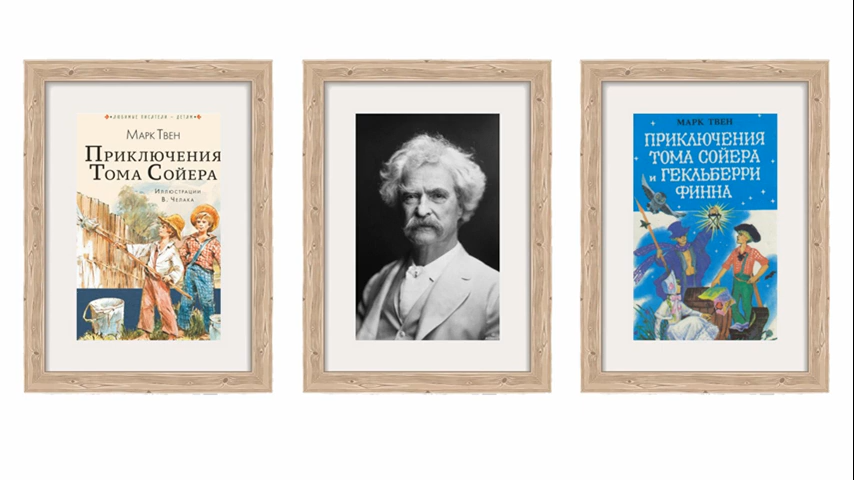 ЛЮБИМЫЕ ПИСАТЕЛИ – ДЕТЯМ
МАРК ТВЕН
ПРИКЛЮЧЕНИЯ
ТОМА СОЙЕРА
ИЛЛЮСТРАЦИИ
В. ЧЕЛАКА
МАРК ТВЕН
ПРИКЛЮЧЕНИЯ
ТОМА СОЙЕРА
И ГЕКЛЬБЕРРИ
ФИННА